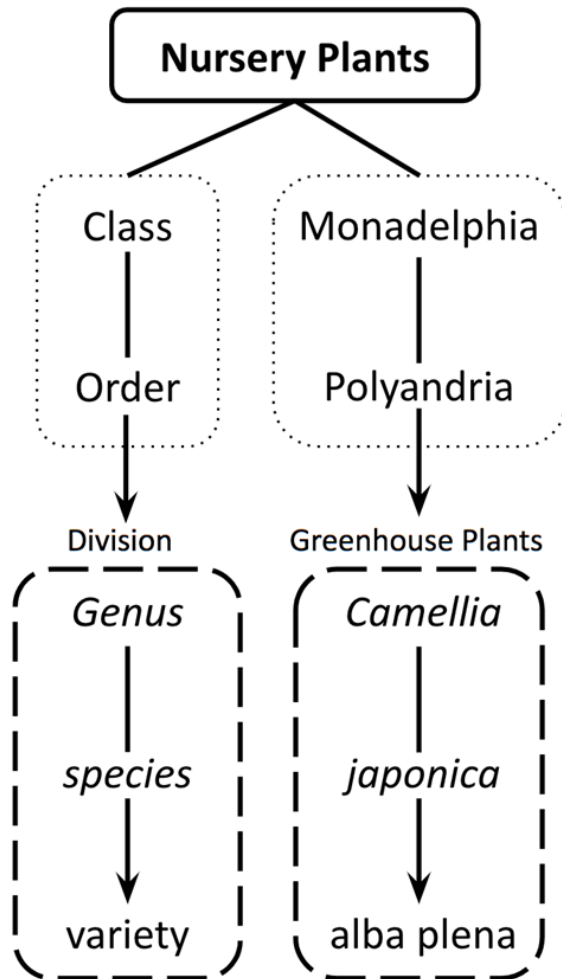 Nursery Plants
Class
Monadelphia
Order
Polyandria
Division
Greenhouse Plants
Genus
Camellia
species
japonica
variety
alba plena